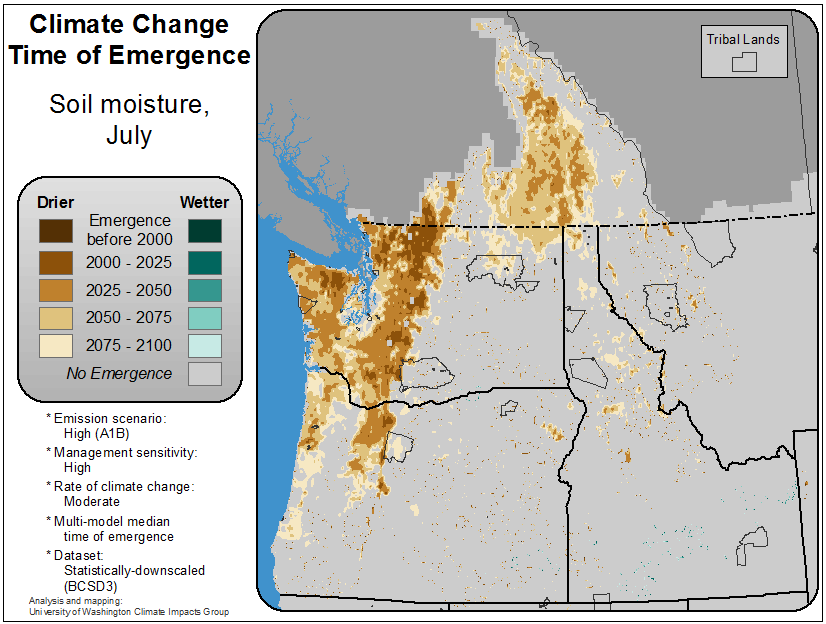 Climate Change
Time of Emergence
Soil moisture,
July
Drier
Wetter
Emergence
before 2000
2000 - 2025
2025 - 2050
2050 - 2075
2075 - 2100
No Emergence
* Emission scenario:
High (A1B)
* Management sensitivity:
High
* Rate of climate change:
Moderate
* Multi-model median
time of emergence
* Dataset:
Statistically-downscaled
(BCSD3)
Analysis and mapping:
University of Washington Climate Impacts Group
Tribal Lands